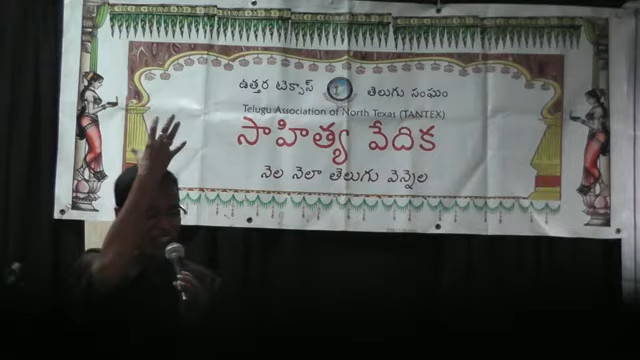 ఉత్తర టెక్సాస్ తెలుగు సంఘం
Telugu Association of North Texas (TANTEX)
సాహిత్య వేదిక
నెల నెలా తెలుగు వెన్నెల